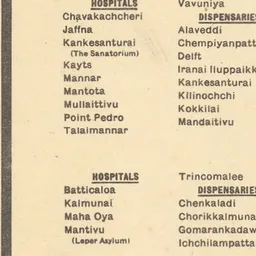 HOSPITALS
Chavakachcheri
Jaffna
Kankesanturai
(The Sanatorium)
Kayts
Mannar
Mantota
Mullaittivu
Point Pedro
Talaimannar
Vavuniya
DISPENSARIES
Alaveddi
Chempiyanpatt
Delft
Iranai Iluppaikk
Kankesanturai
Kilinochchi
Kokkilai
Mandaitivu
HOSPITALS
Batticaloa
Kalmunai
Maha Oya
Mantivu
(Leper Asylum)
Trincomalee
DISPENSARIES
Chenkaladi
Chorikkalmuna
Gomarankadaw
Ichchilampatta